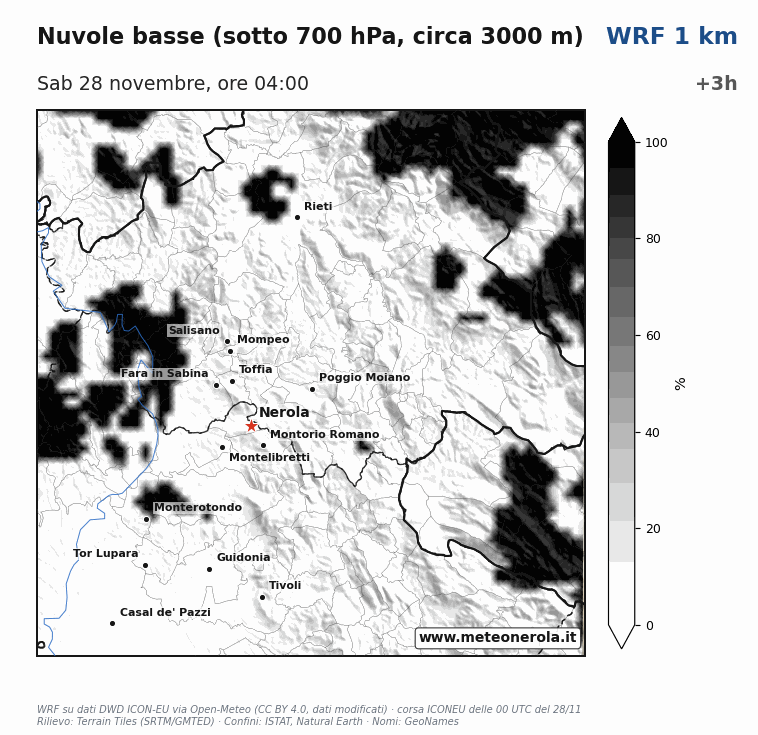 Nuvole basse (sotto 700 hPa, circa 3000 m) WRF 1 km
Sab 28 novembre, ore 04:00 +3h
100
Rieti
80
Salisano
Mompeo
60
Toffia
Fara in Sabina
Poggio Moiano
%
Nerola
40
Montorio Romano
Montelibretti
Monterotondo
20
Tor Lupara
Guidonia
Tivoli
Casal de' Pazzi
0
www.meteonerola.it
WRF su dati DWD ICON-EU via Open-Meteo (CC BY 4.0, dati modificati) · corsa ICONEU delle 00 UTC del 28/11
Rilievo: Terrain Tiles (SRTM/GMTED) · Confini: ISTAT, Natural Earth · Nomi: GeoNames